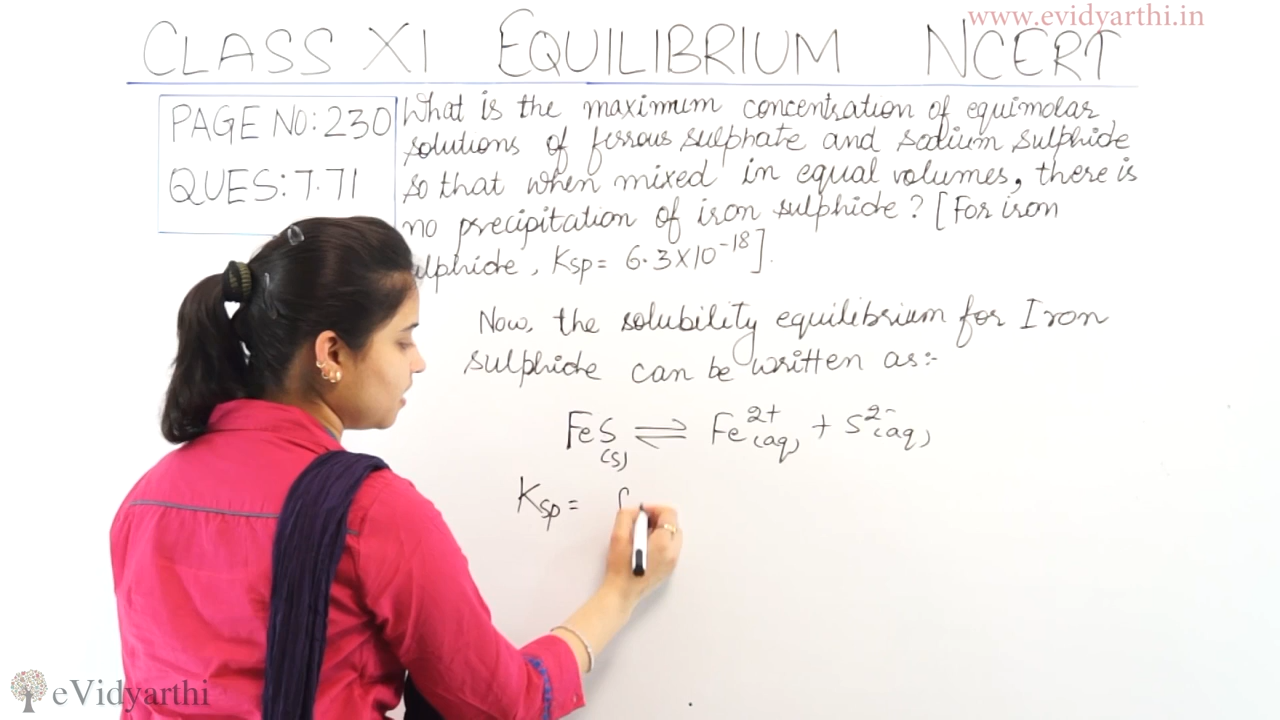 www.evidyarthi.in
CLASS XI EQUILIBRIUM NCERT
PAGE NO: 230
QUES: 7.71
What is the maximum concentration of equimolar
solutions of ferrous sulphate and sodium sulphide
so that when mixed in equal volumes, there is
no precipitation of iron sulphide? [For iron
ulphide, Ksp = 6.3×10⁻¹⁸].
Now, the solubility equilibrium for Iron
sulphide can be written as:-
FeS(s) ⇌ Fe²⁺(aq) + S²⁻(aq)
Ksp = [
eVidyarthi